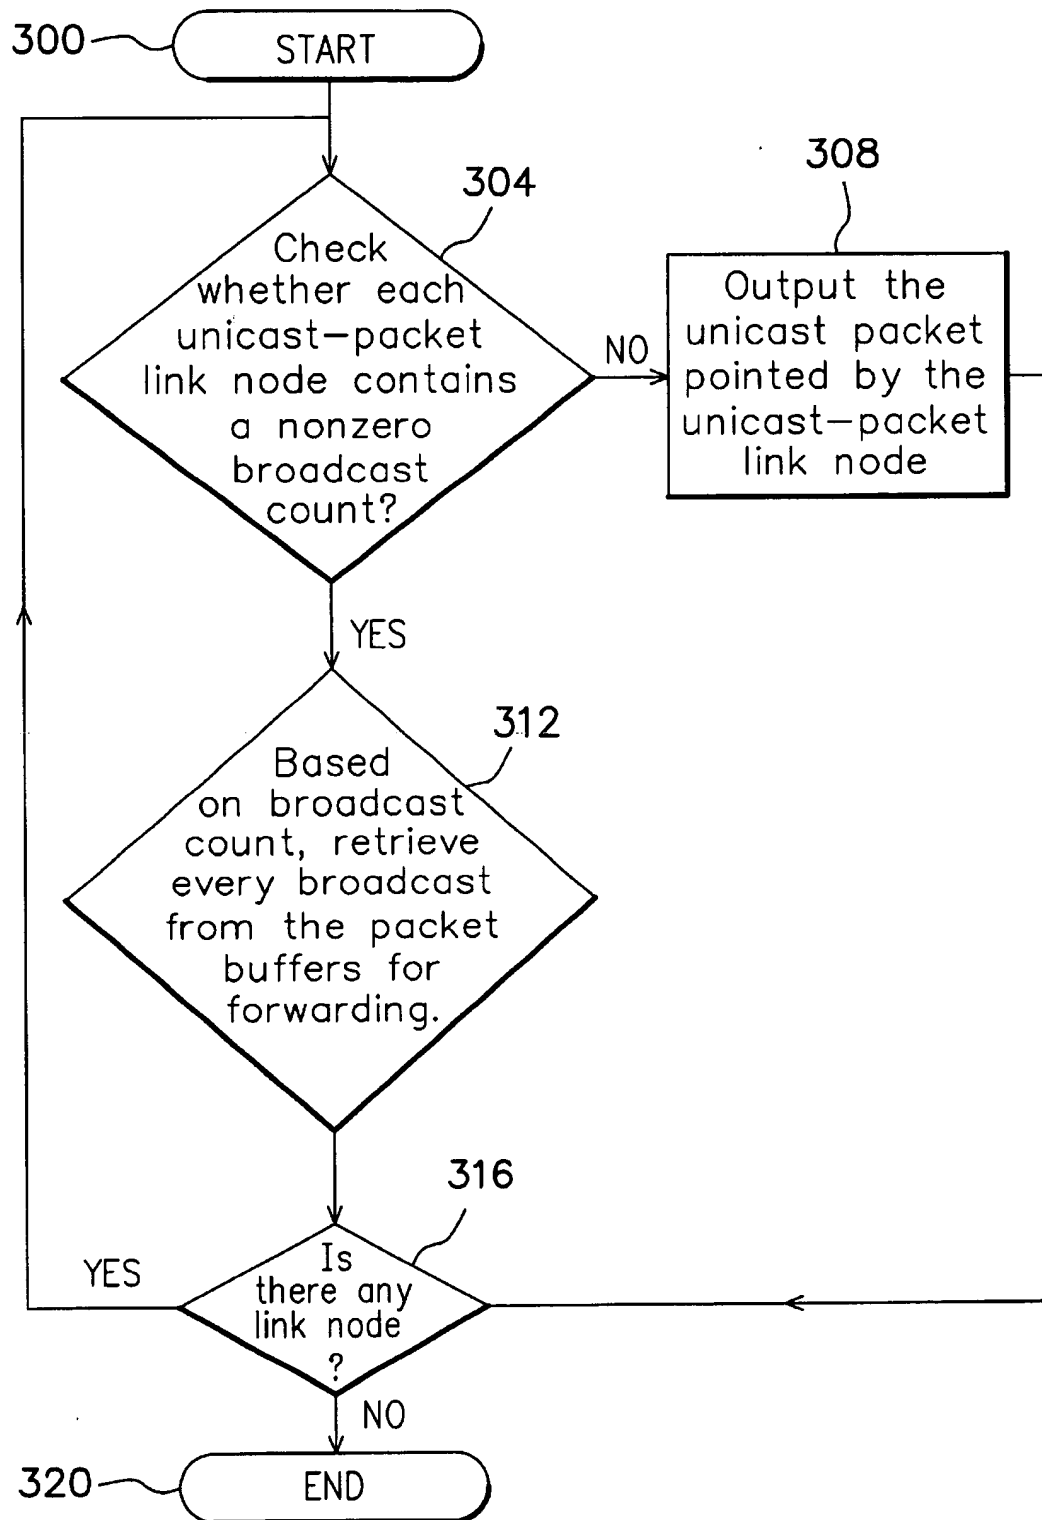 300
START
304
308
Check
whether each
unicast-packet
link node contains
a nonzero
broadcast
count?
NO
Output the
unicast packet
pointed by the
unicast-packet
link node
YES
312
Based
on broadcast
count, retrieve
every broadcast
from the packet
buffers for
forwarding.
316
YES
Is
there any
link node
?
NO
320
END